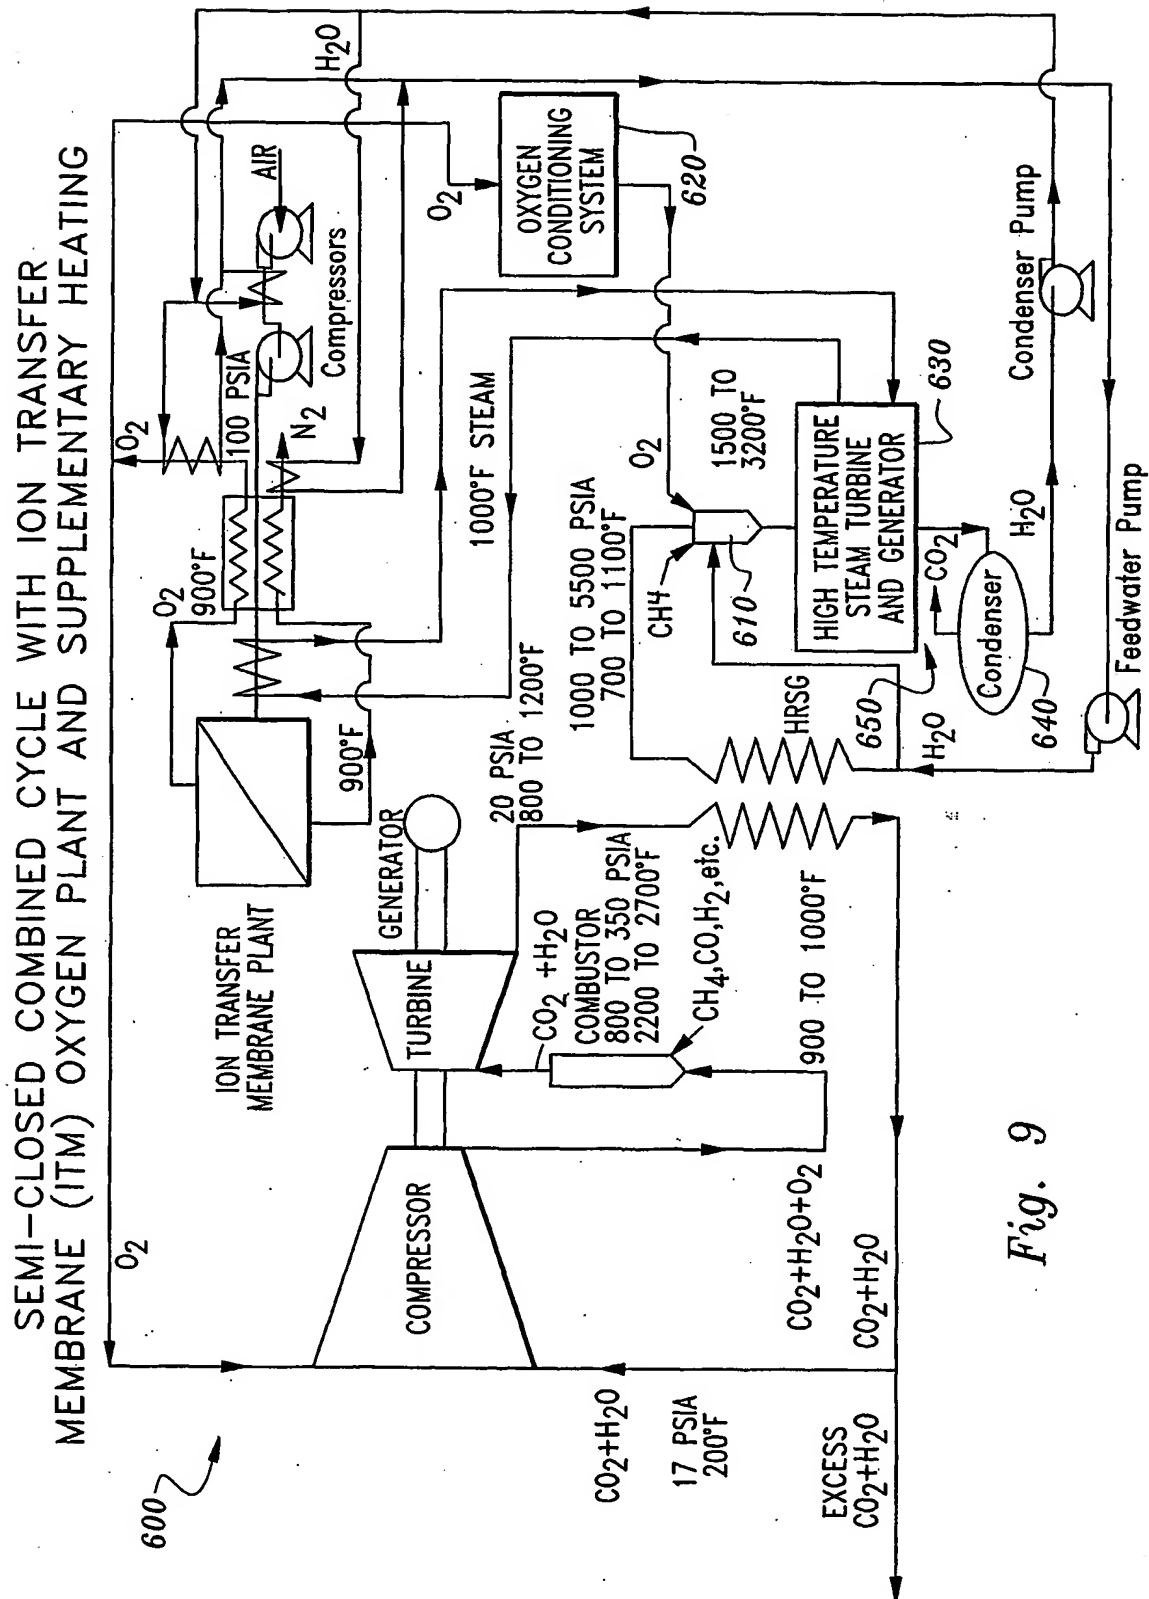 SEMI-CLOSED COMBINED CYCLE WITH ION TRANSFER
MEMBRANE (ITM) OXYGEN PLANT AND SUPPLEMENTARY HEATING
600
O2
O2
900°F
O2
100 PSIA
N2
AIR
Compressors
H2O
ION TRANSFER
MEMBRANE PLANT
900°F
1000°F STEAM
O2
OXYGEN
CONDITIONING
SYSTEM
620
COMPRESSOR
TURBINE
GENERATOR
20 PSIA
800 TO 1200°F
CO2 +H2O
COMBUSTOR
800 TO 350 PSIA
2200 TO 2700°F
CH4,CO,H2,etc.
900 TO 1000°F
1000 TO 5500 PSIA
700 TO 1100°F
CH4
O2
610
1500 TO
3200°F
HIGH TEMPERATURE
STEAM TURBINE
AND GENERATOR
630
HRSG
650
CO2
H2O
Condenser
640
H2O
Condenser Pump
Feedwater Pump
CO2+H2O
17 PSIA
200°F
CO2+H2O+O2
CO2+H2O
EXCESS
CO2+H2O
Fig. 9